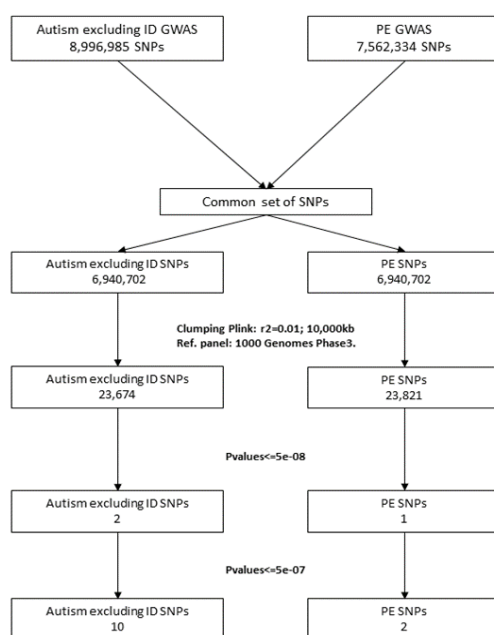 Autism excluding ID GWAS
8,996,985 SNPs
PE GWAS
7,562,334 SNPs
Common set of SNPs
Autism excluding ID SNPs
6,940,702
PE SNPs
6,940,702
Clumping Plink: r2=0.01; 10,000kb
Ref. panel: 1000 Genomes Phase3.
Autism excluding ID SNPs
23,674
PE SNPs
23,821
Pvalues<=5e-08
Autism excluding ID SNPs
2
PE SNPs
1
Pvalues<=5e-07
Autism excluding ID SNPs
10
PE SNPs
2